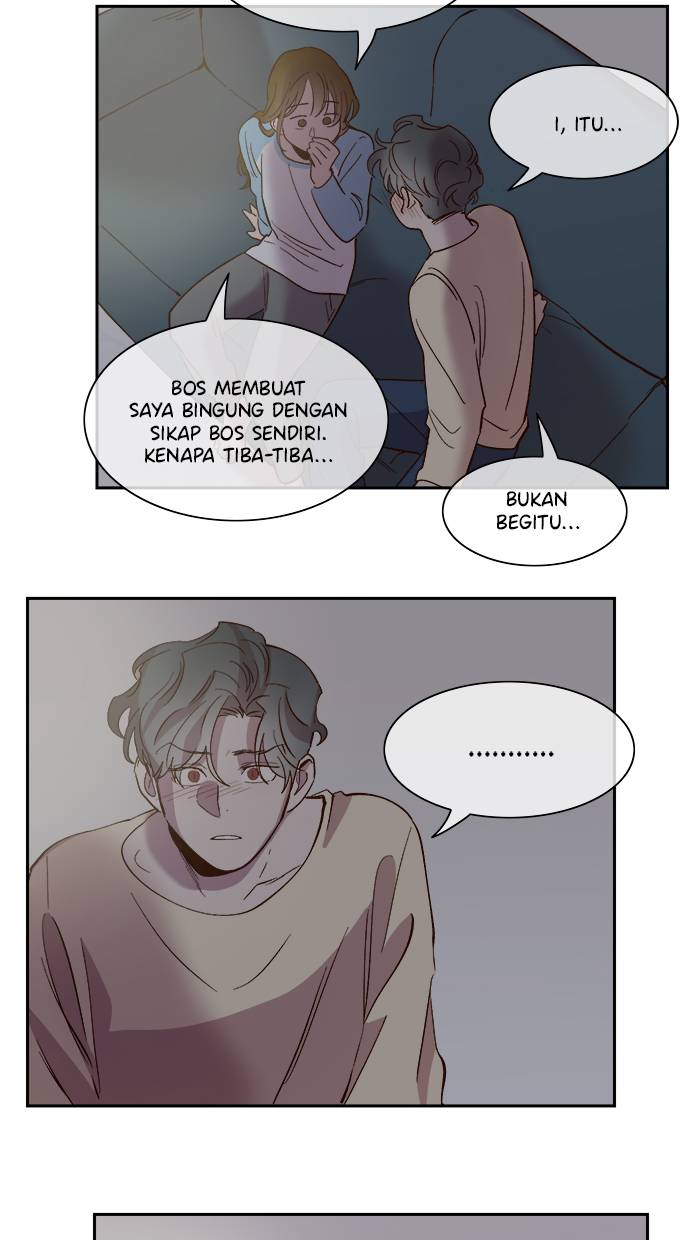 I, ITU...
BOS MEMBUAT
SAYA BINGUNG DENGAN
SIKAP BOS SENDIRI.
KENAPA TIBA-TIBA...
BUKAN
BEGITU...
...........